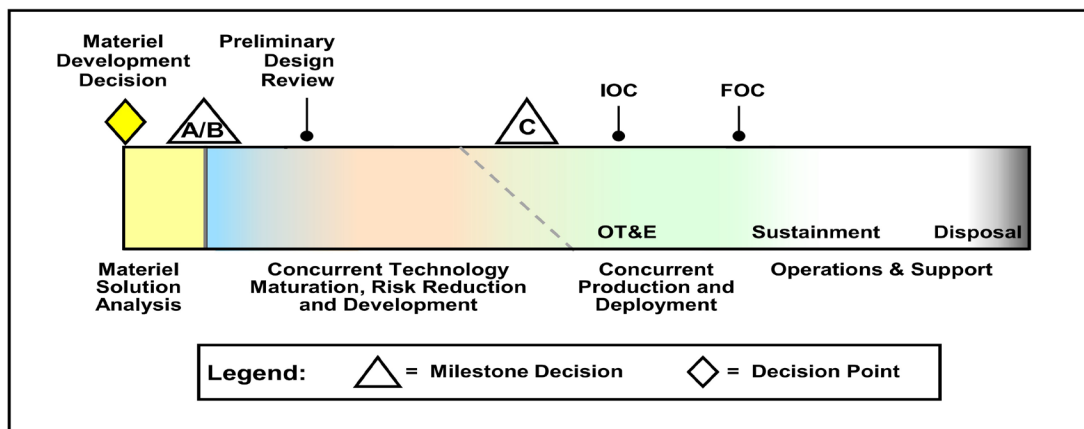 Materiel
Development
Decision
Preliminary
Design
Review
A/B
C
IOC
FOC
OT&E
Sustainment
Disposal
Materiel
Solution
Analysis
Concurrent Technology
Maturation, Risk Reduction
and Development
Concurrent
Production and
Deployment
Operations & Support
Legend:
= Milestone Decision
= Decision Point